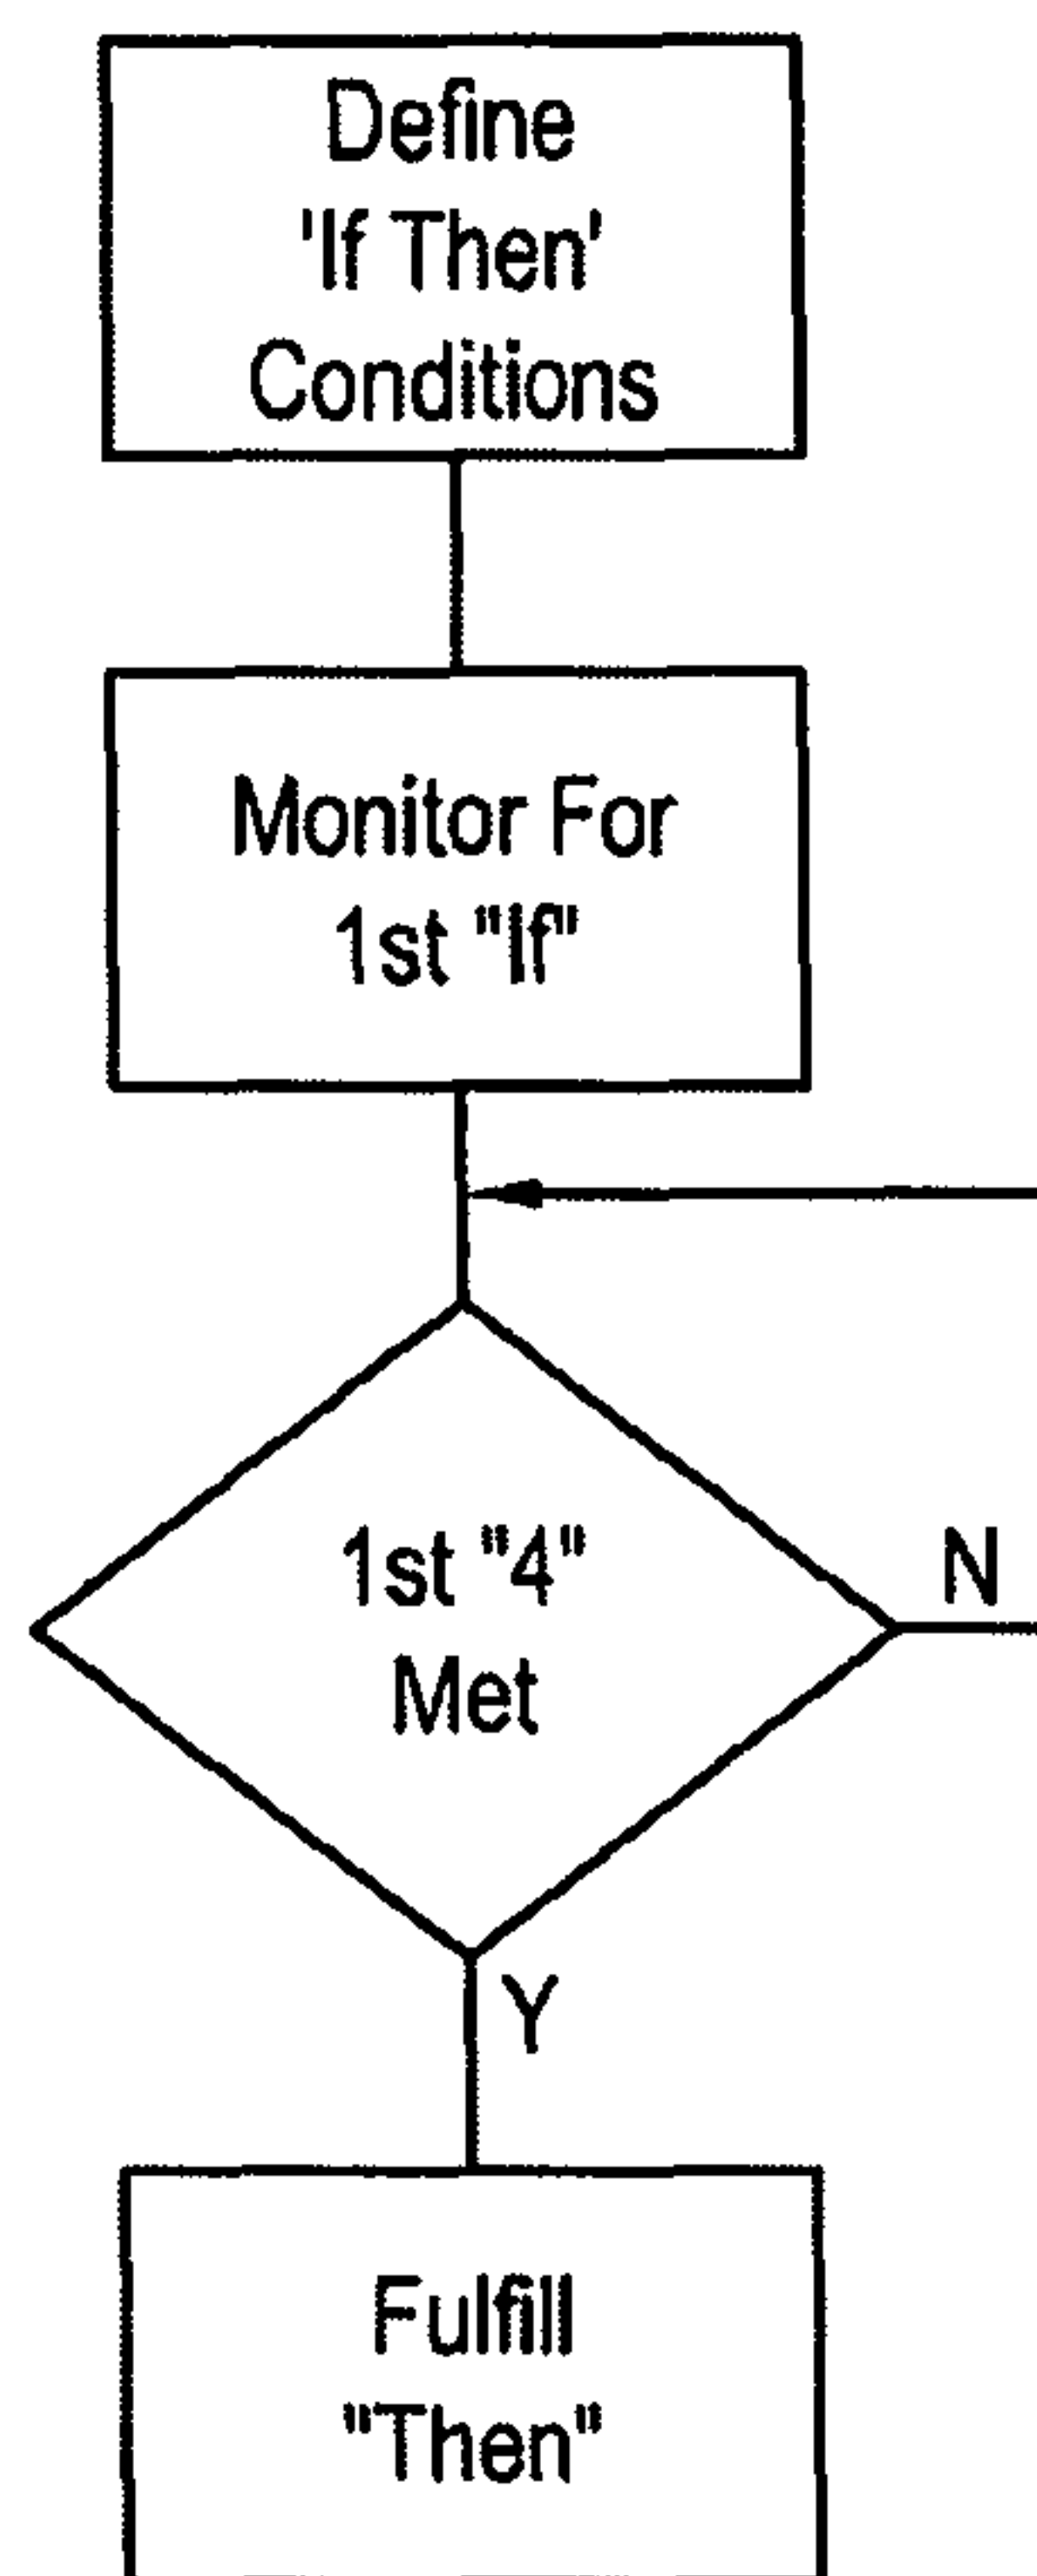 Define
'If Then'
Conditions
Monitor For
1st "If"
1st "4"
Met
N
Y
Fulfill
"Then"